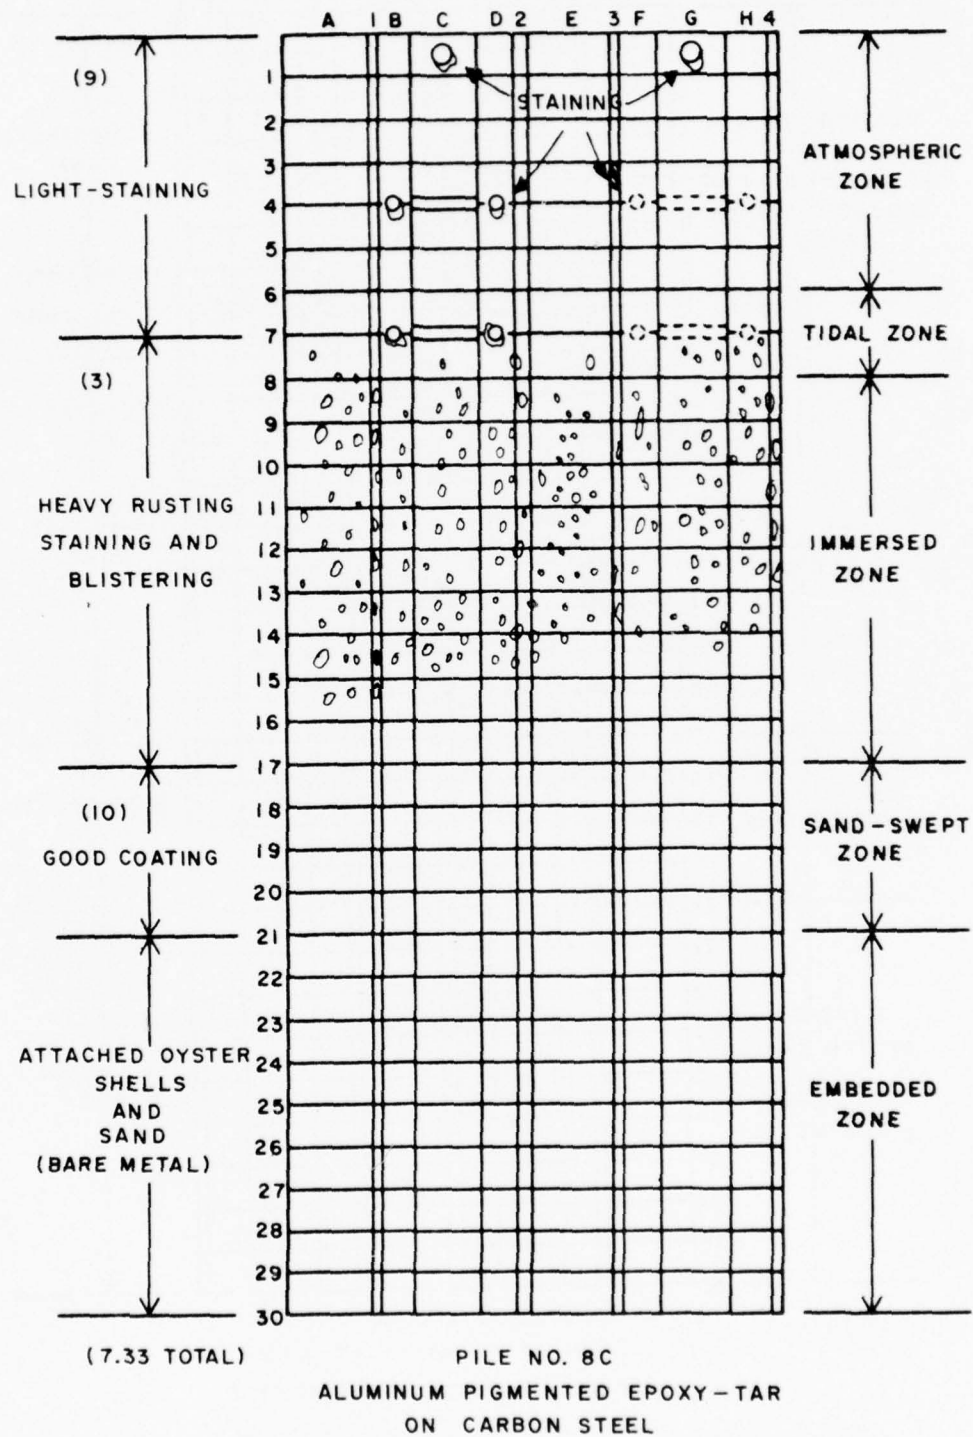 A 1 B C D 2 E 3 F G H 4
(9)
LIGHT-STAINING
(3)
HEAVY RUSTING
STAINING AND
BLISTERING
(10)
GOOD COATING
ATTACHED OYSTER
SHELLS
AND
SAND
(BARE METAL)
(7.33 TOTAL)
1
2
3
4
5
6
7
8
9
10
11
12
13
14
15
16
17
18
19
20
21
22
23
24
25
26
27
28
29
30
STAINING
ATMOSPHERIC
ZONE
TIDAL ZONE
IMMERSED
ZONE
SAND-SWEPT
ZONE
EMBEDDED
ZONE
PILE NO. 8C
ALUMINUM PIGMENTED EPOXY-TAR
ON CARBON STEEL